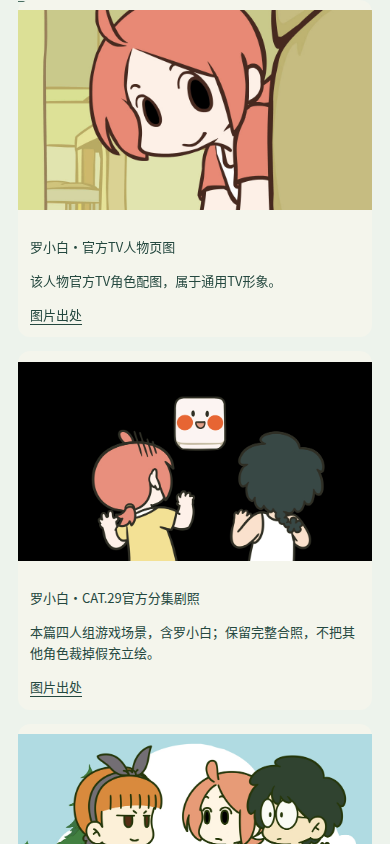 罗小白·官方TV人物页图
该人物官方TV角色配图，属于通用TV形象。
图片出处
罗小白·CAT.29官方分集剧照
本篇四人组游戏场景，含罗小白；保留完整合照，不把其
他角色裁掉假充立绘。
图片出处